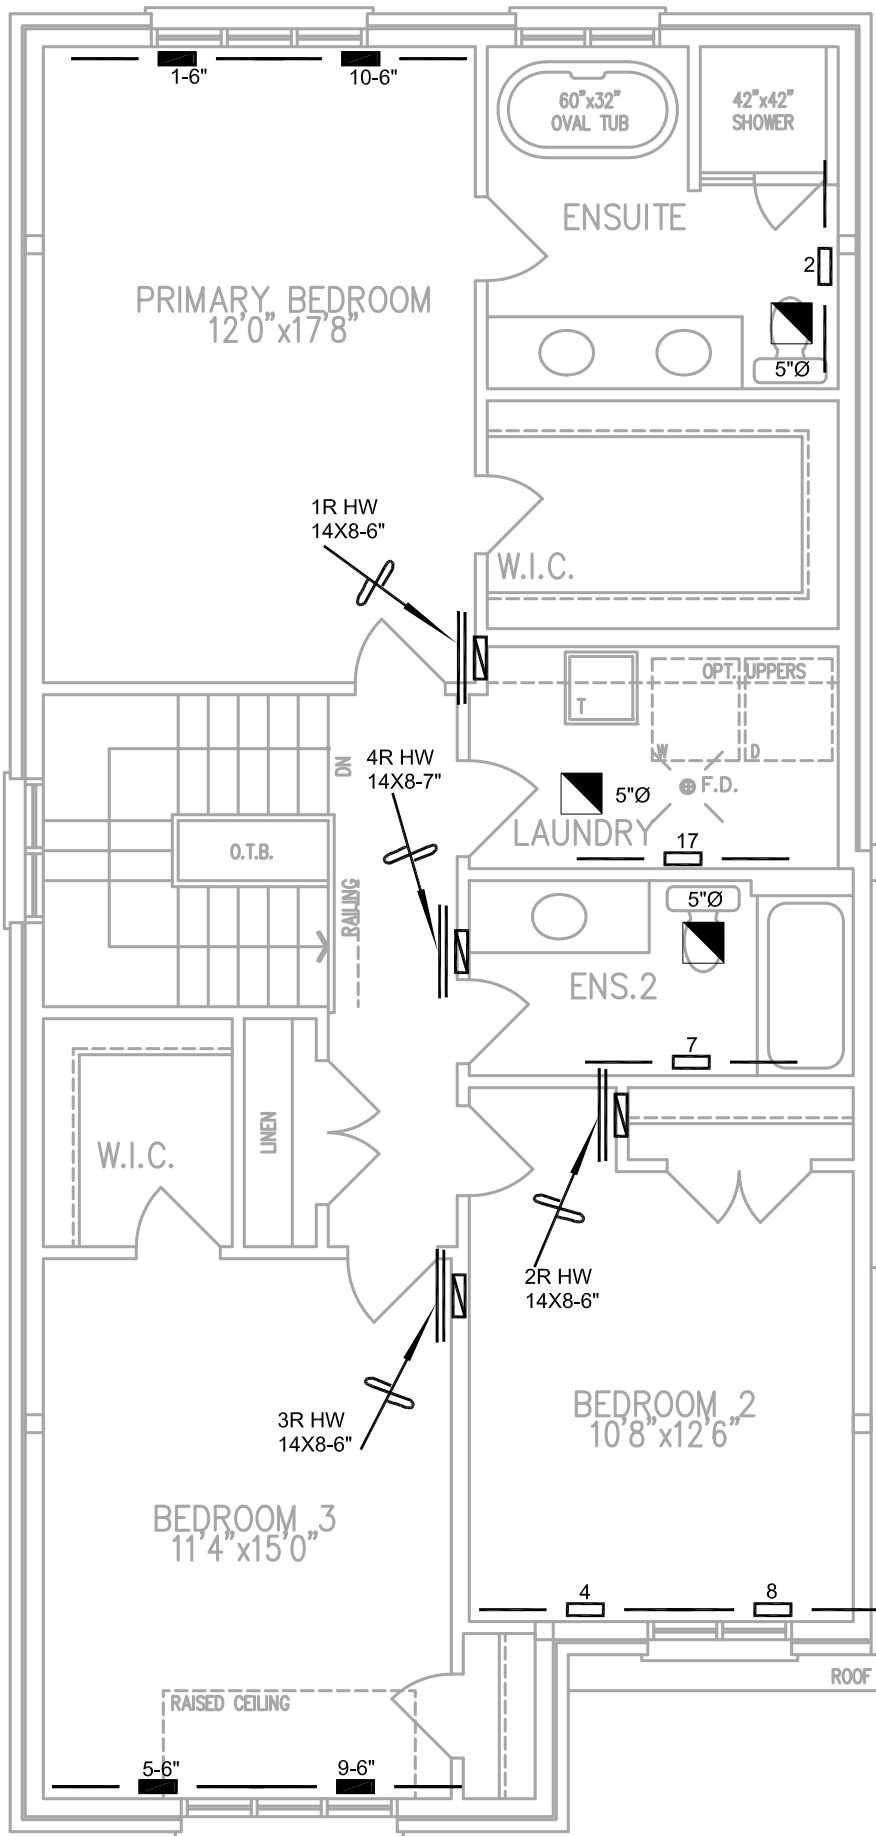 1-6"
10-6"
60"x32"
OVAL TUB
42"x42"
SHOWER
ENSUITE
2
PRIMARY BEDROOM
12'0"x17'8"
5"Ø
1R HW
14X8-6"
W.I.C.
OPT. UPPERS
T
W
D
4R HW
14X8-7"
DN
F.D.
5"Ø
LAUNDRY
17
O.T.B.
RAILING
5"Ø
ENS.2
7
LINEN
W.I.C.
2R HW
14X8-6"
3R HW
14X8-6"
BEDROOM 2
10'8"x12'6"
BEDROOM 3
11'4"x15'0"
4
8
ROOF
RAISED CEILING
5-6"
9-6"